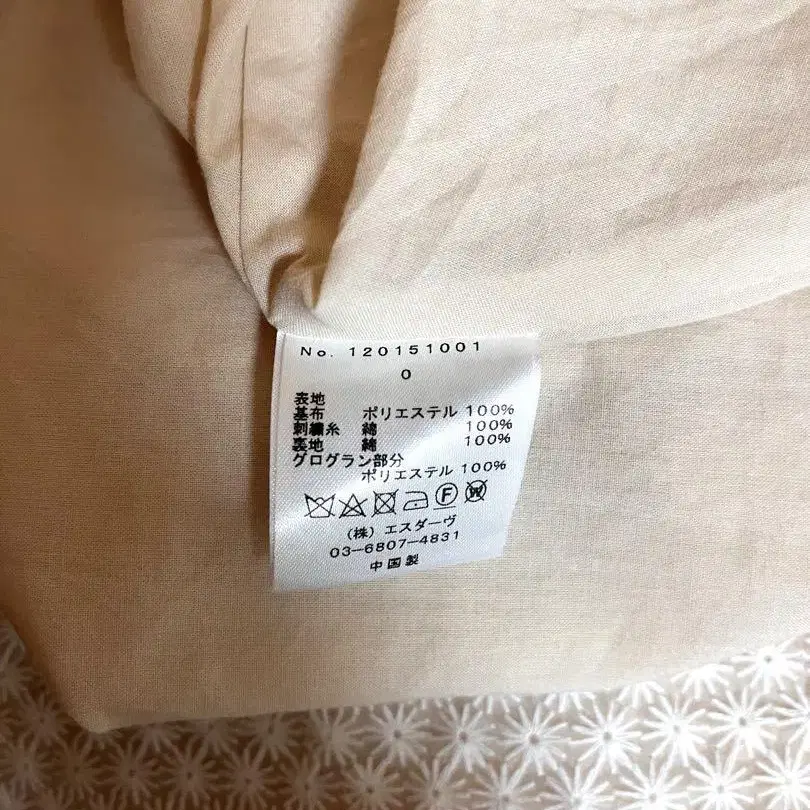 No. 120151001
0
表地
基布 ポリエステル 100%
刺繍糸 綿 100%
裏地 綿 100%
グログラン部分
ポリエステル 100%
F W
(株) エスダーヴ
03-6807-4831
中国製